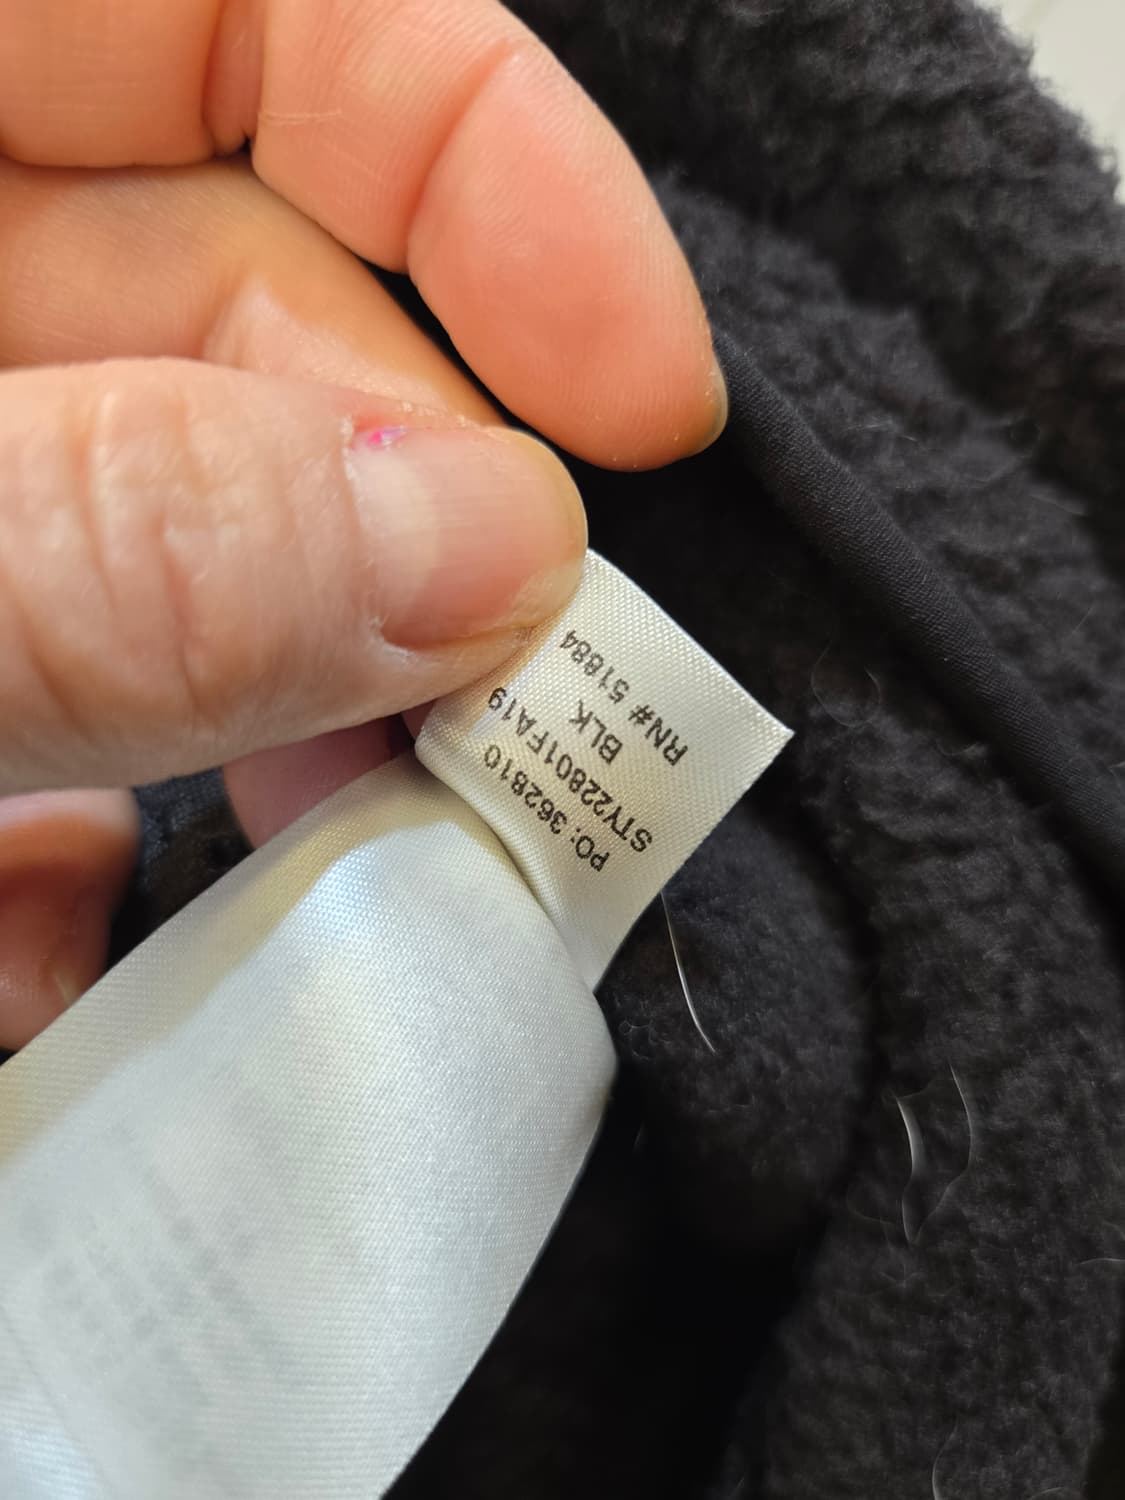 PO: 362810
STY22801FA19
BLK
RN# 51884